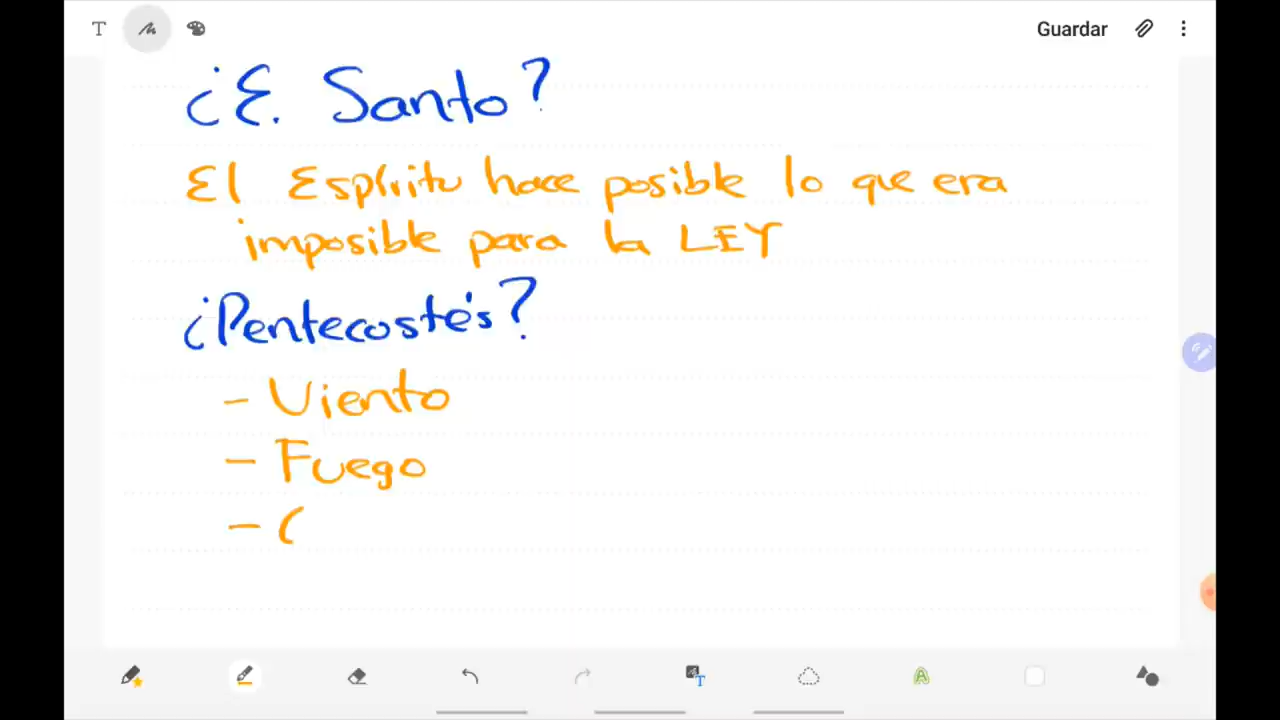 T
Guardar
¿E. Santo?
El Espíritu hace posible lo que era
imposible para la LEY
¿Pentecostés?
- Viento
- Fuego
- (